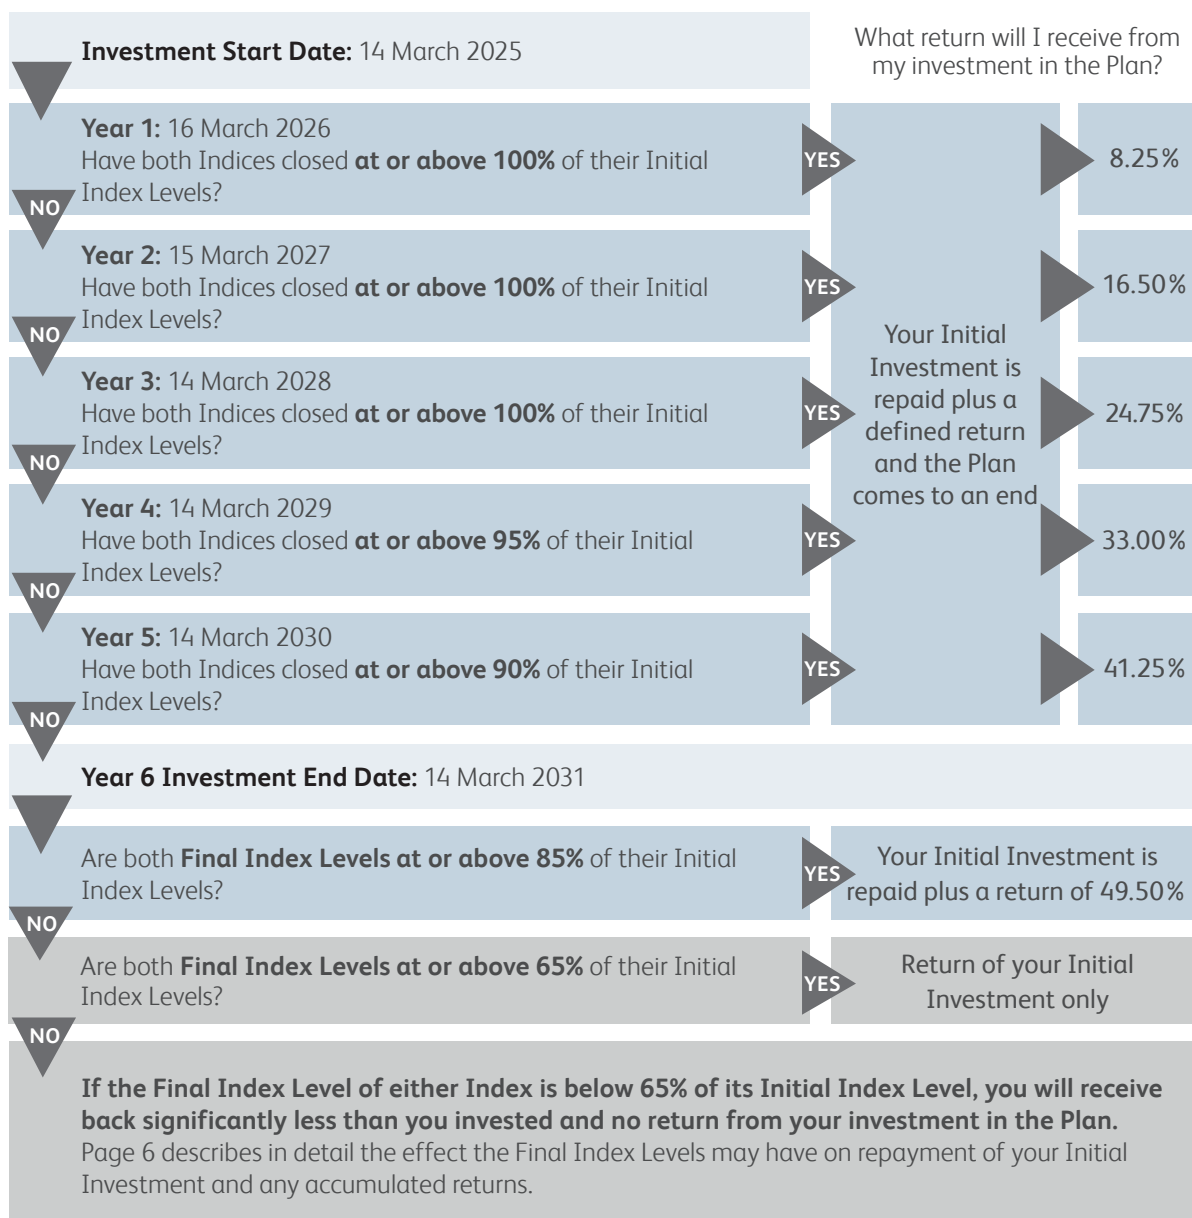 Investment Start Date: 14 March 2025
What return will I receive from
my investment in the Plan?
Year 1: 16 March 2026
Have both Indices closed at or above 100% of their Initial
Index Levels?
YES
8.25%
NO
Year 2: 15 March 2027
Have both Indices closed at or above 100% of their Initial
Index Levels?
YES
16.50%
NO
Your Initial
Investment is
repaid plus a
defined return
and the Plan
comes to an end
Year 3: 14 March 2028
Have both Indices closed at or above 100% of their Initial
Index Levels?
YES
24.75%
NO
Year 4: 14 March 2029
Have both Indices closed at or above 95% of their Initial
Index Levels?
YES
33.00%
NO
Year 5: 14 March 2030
Have both Indices closed at or above 90% of their Initial
Index Levels?
YES
41.25%
NO
Year 6 Investment End Date: 14 March 2031
Are both Final Index Levels at or above 85% of their Initial
Index Levels?
YES
Your Initial Investment is
repaid plus a return of 49.50%
NO
Are both Final Index Levels at or above 65% of their Initial
Index Levels?
YES
Return of your Initial
Investment only
NO
If the Final Index Level of either Index is below 65% of its Initial Index Level, you will receive
back significantly less than you invested and no return from your investment in the Plan.
Page 6 describes in detail the effect the Final Index Levels may have on repayment of your Initial
Investment and any accumulated returns.